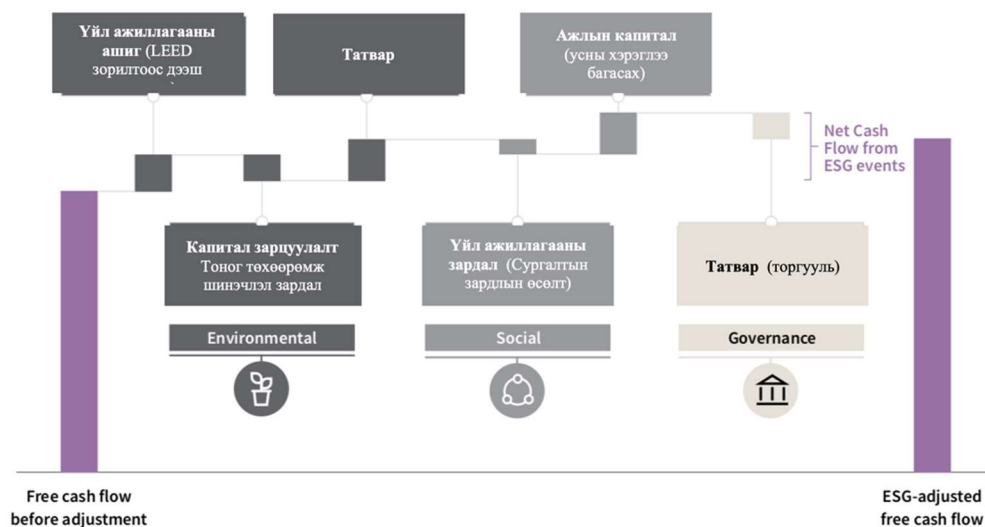 Үйл ажиллагааны
ашиг (LEED
зорилтоос дээш
Татвар
Ажлын капитал
(усны хэрэглээ
багасах)
Net Cash
Flow from
ESG events
Капитал зарцуулалт
Тоног төхөөрөмж
шинэчлэл зардал
Үйл ажиллагааны
зардал (Сургалтын
зардлын өсөлт)
Татвар (торгууль)
Environmental
Social
Governance
Free cash flow
before adjustment
ESG-adjusted
free cash flow